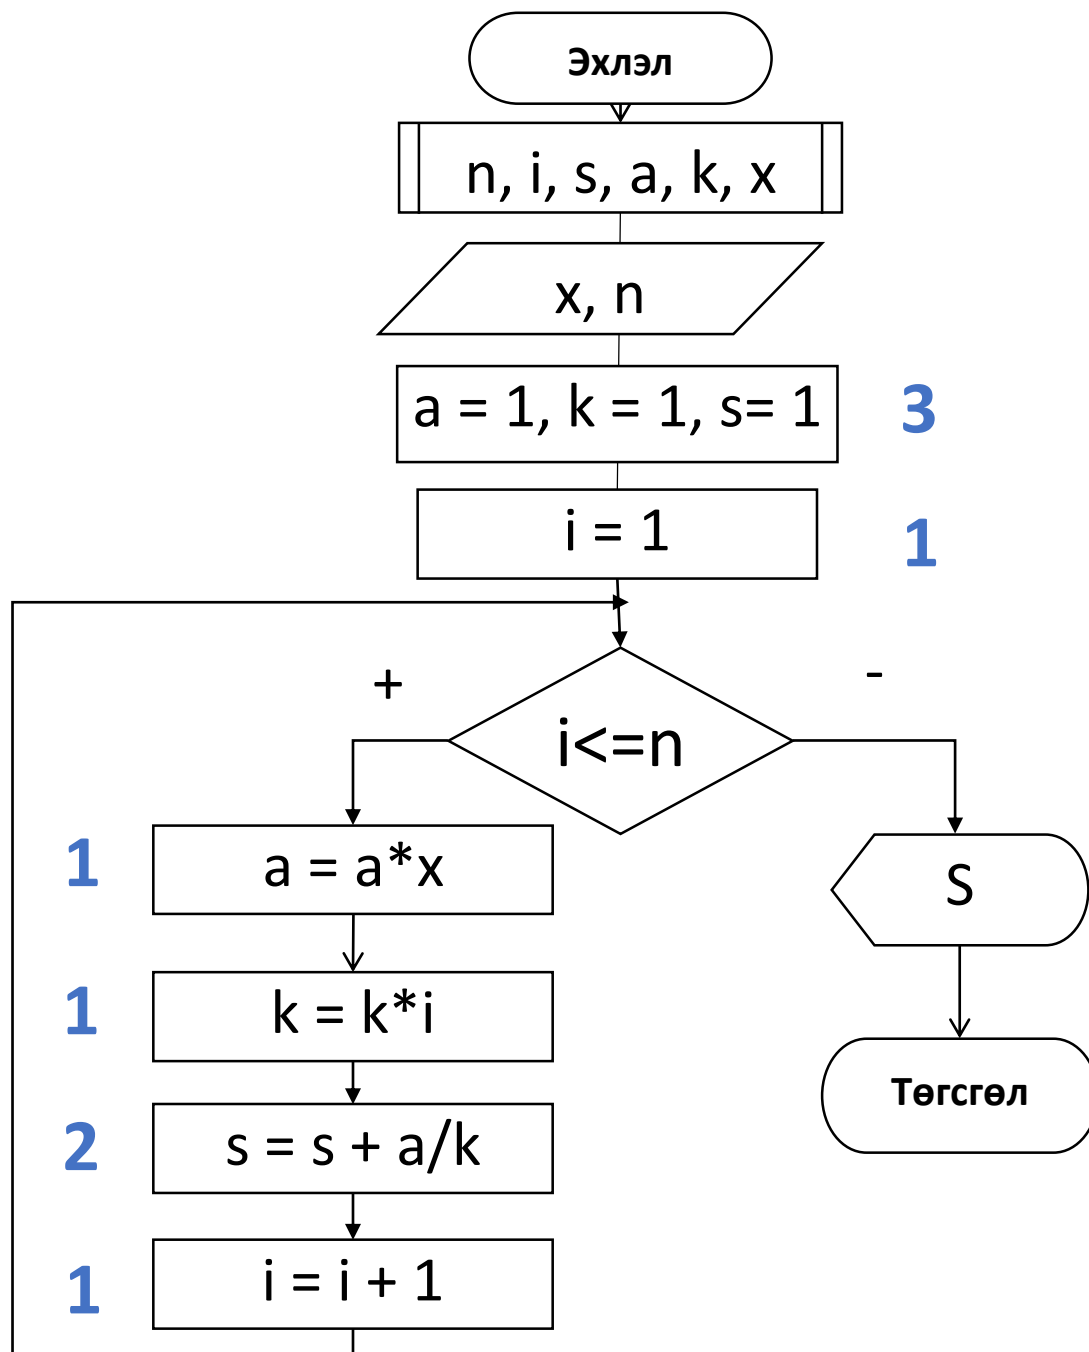 Эхлэл
n, i, s, a, k, x
x, n
a = 1, k = 1, s= 1
3
i = 1
1
+
-
i<=n
1
a = a*x
S
1
k = k*i
Төгсгөл
2
s = s + a/k
1
i = i + 1